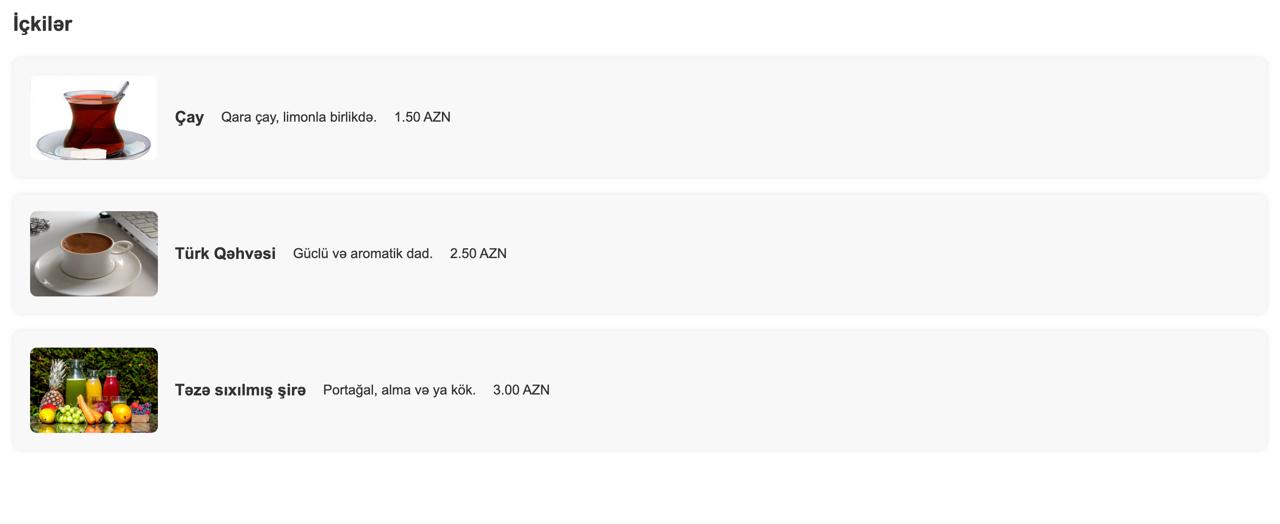 İçkilər
Çay Qara çay, limonla birlikdə. 1.50 AZN
Türk Qəhvəsi Güclü və aromatik dad. 2.50 AZN
Təzə sıxılmış şirə Portağal, alma və ya kök. 3.00 AZN